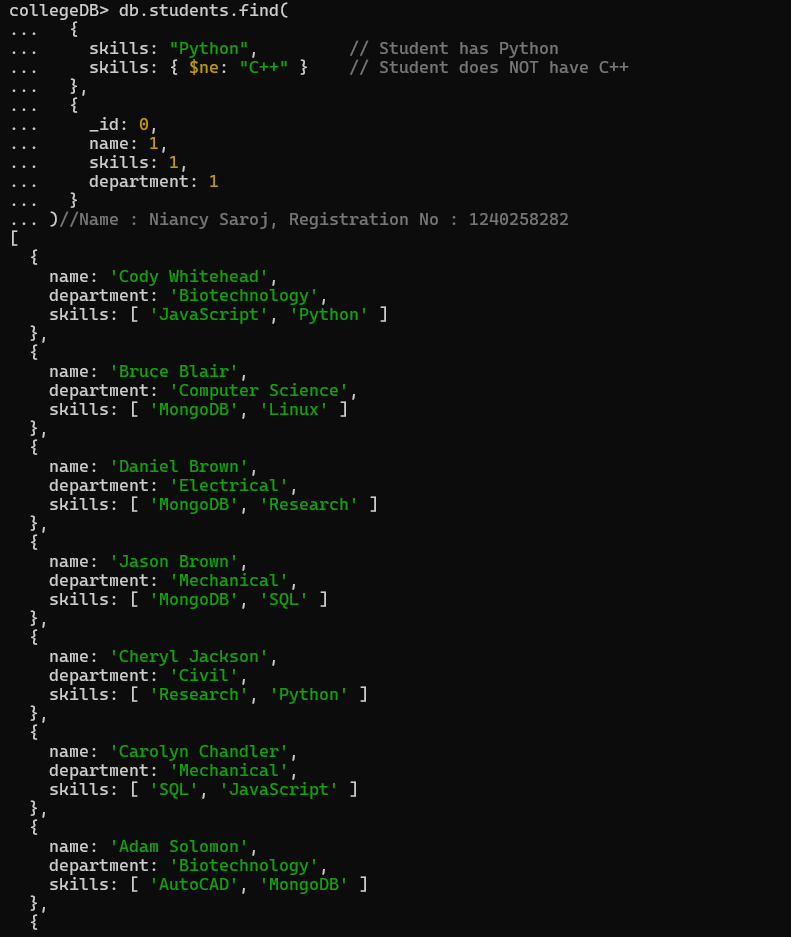 collegeDB> db.students.find(
...   {
...     skills: "Python",         // Student has Python
...     skills: { $ne: "C++" }    // Student does NOT have C++
...   },
...   {
...     _id: 0,
...     name: 1,
...     skills: 1,
...     department: 1
...   }
... )//Name : Niancy Saroj, Registration No : 1240258282
[
  {
    name: 'Cody Whitehead',
    department: 'Biotechnology',
    skills: [ 'JavaScript', 'Python' ]
  },
  {
    name: 'Bruce Blair',
    department: 'Computer Science',
    skills: [ 'MongoDB', 'Linux' ]
  },
  {
    name: 'Daniel Brown',
    department: 'Electrical',
    skills: [ 'MongoDB', 'Research' ]
  },
  {
    name: 'Jason Brown',
    department: 'Mechanical',
    skills: [ 'MongoDB', 'SQL' ]
  },
  {
    name: 'Cheryl Jackson',
    department: 'Civil',
    skills: [ 'Research', 'Python' ]
  },
  {
    name: 'Carolyn Chandler',
    department: 'Mechanical',
    skills: [ 'SQL', 'JavaScript' ]
  },
  {
    name: 'Adam Solomon',
    department: 'Biotechnology',
    skills: [ 'AutoCAD', 'MongoDB' ]
  },
  {